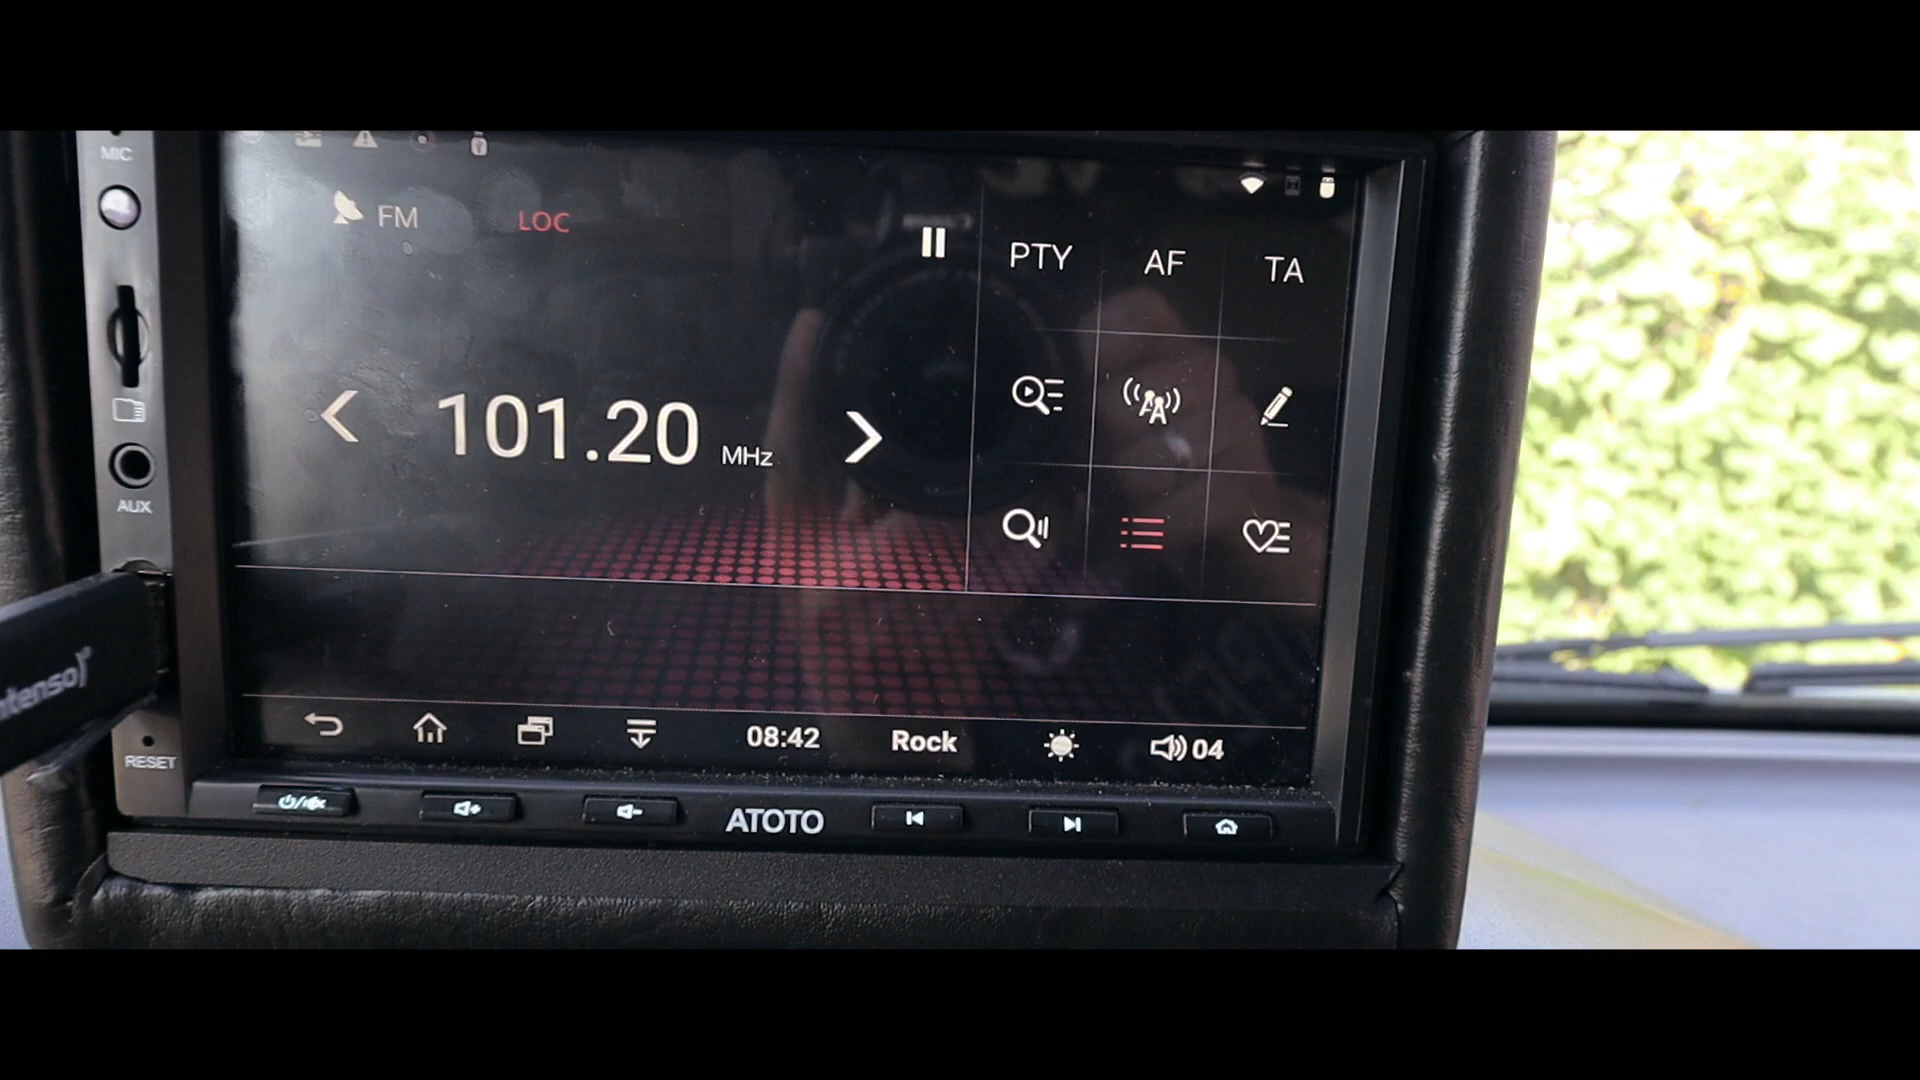 MIC
FM LOC
PTY AF TA
101.20 MHz
AUX
08:42 Rock 04
RESET
ATOTO